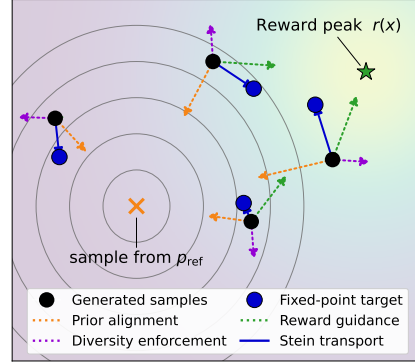 Reward peak r(x)
sample from p_ref
Generated samples
Prior alignment
Diversity enforcement
Fixed-point target
Reward guidance
Stein transport